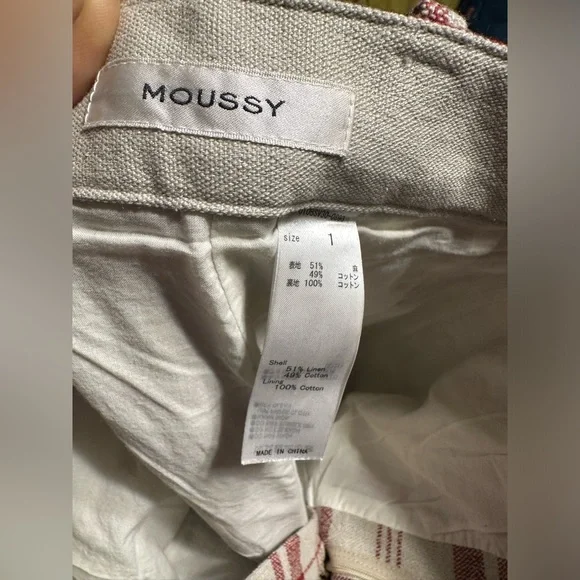 MOUSSY
size 1
表地 51% 麻
49% コットン
裏地 100% コットン
Shell
51% Linen
49% Cotton
Lining
100% Cotton
MADE IN CHINA